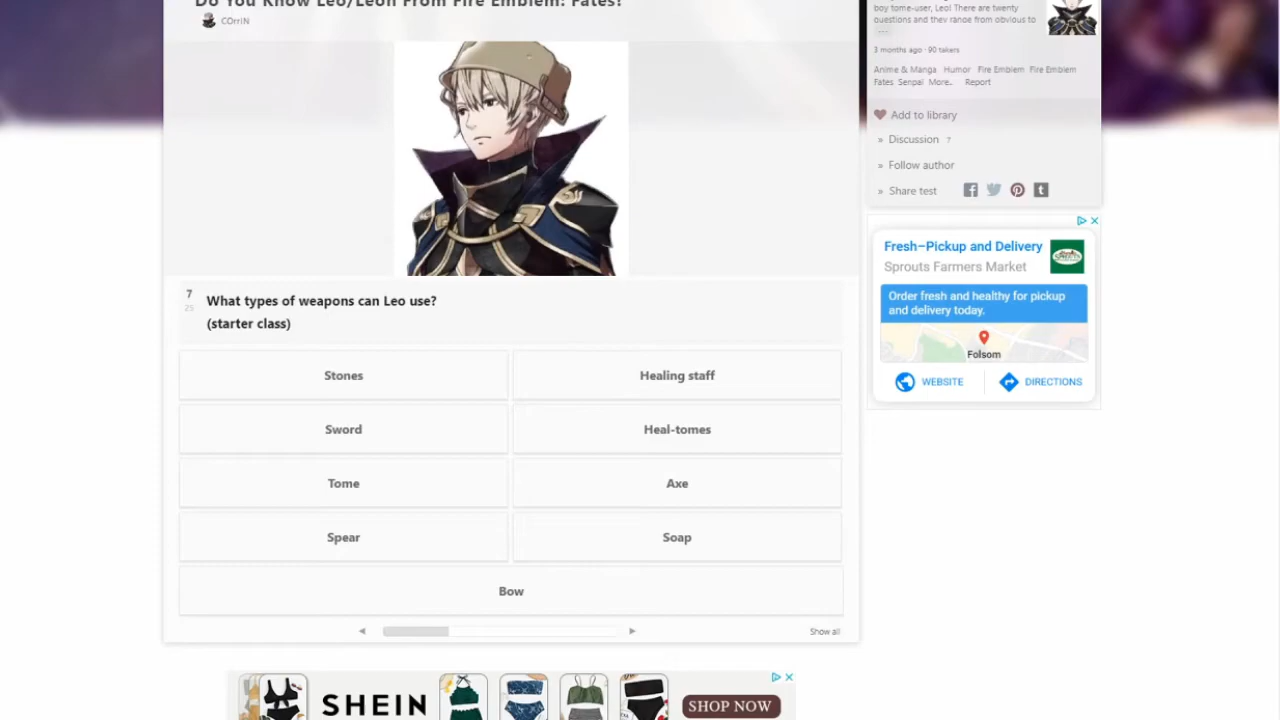 Do You Know Leo/Leon From Fire Emblem: Fates?
COrriN
boy tome-user, Leo! There are twenty
questions and they range from obvious to
...
3 months ago · 90 takers
Anime & Manga Humor Fire Emblem Fire Emblem
Fates Senpai More.. Report
Add to library
» Discussion 7
» Follow author
» Share test
Fresh-Pickup and Delivery
Sprouts Farmers Market
Order fresh and healthy for pickup
and delivery today.
Folsom
WEBSITE
DIRECTIONS
7
25
What types of weapons can Leo use?
(starter class)
Stones
Healing staff
Sword
Heal-tomes
Tome
Axe
Spear
Soap
Bow
Show all
SHEIN
SHOP NOW